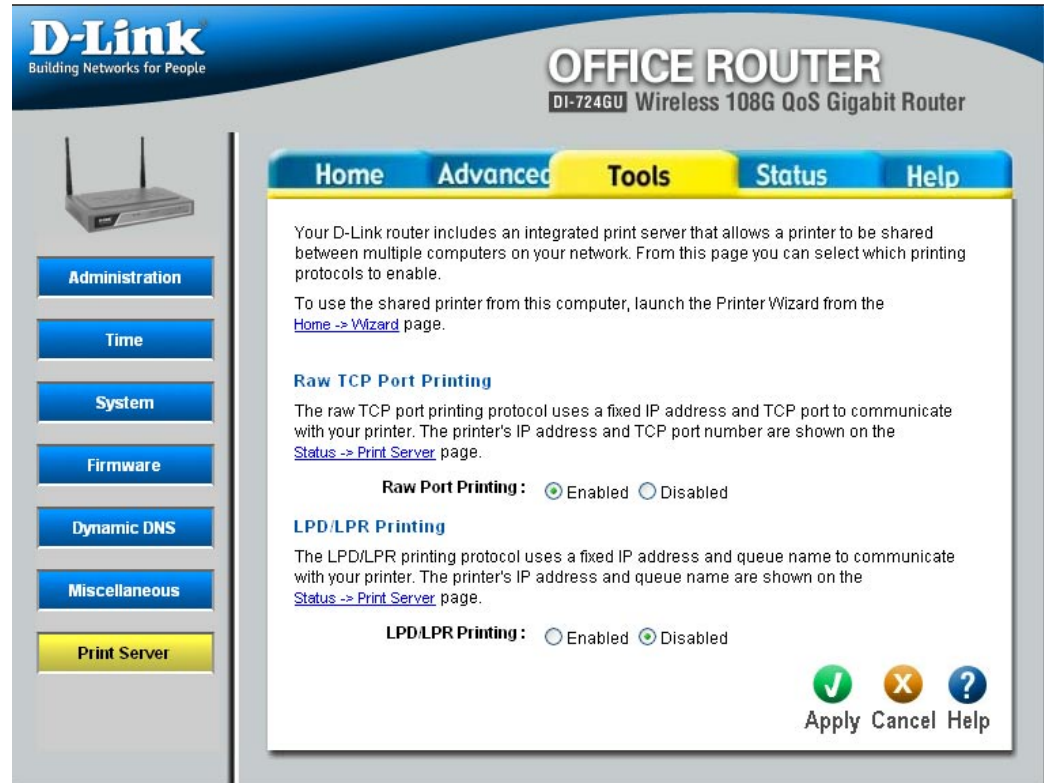 D-Link
Building Networks for People
OFFICE ROUTER
DI-724GU Wireless 108G QoS Gigabit Router
Home
Advanced
Tools
Status
Help
Administration
Time
System
Firmware
Dynamic DNS
Miscellaneous
Print Server
Your D-Link router includes an integrated print server that allows a printer to be shared
between multiple computers on your network. From this page you can select which printing
protocols to enable.
To use the shared printer from this computer, launch the Printer Wizard from the
Home -> Wizard page.
Raw TCP Port Printing
The raw TCP port printing protocol uses a fixed IP address and TCP port to communicate
with your printer. The printer's IP address and TCP port number are shown on the
Status -> Print Server page.
Raw Port Printing : Enabled Disabled
LPD/LPR Printing
The LPD/LPR printing protocol uses a fixed IP address and queue name to communicate
with your printer. The printer's IP address and queue name are shown on the
Status -> Print Server page.
LPD/LPR Printing : Enabled Disabled
Apply Cancel Help